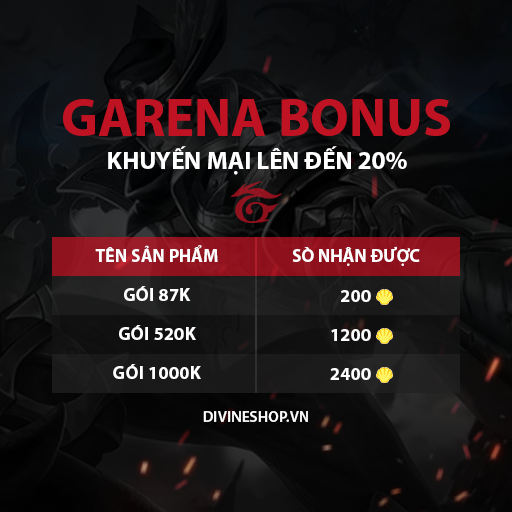 GARENA BONUS
KHUYẾN MẠI LÊN ĐẾN 20%
TÊN SẢN PHẨM SÒ NHẬN ĐƯỢC
GÓI 87K 200
GÓI 520K 1200
GÓI 1000K 2400
DIVINESHOP.VN